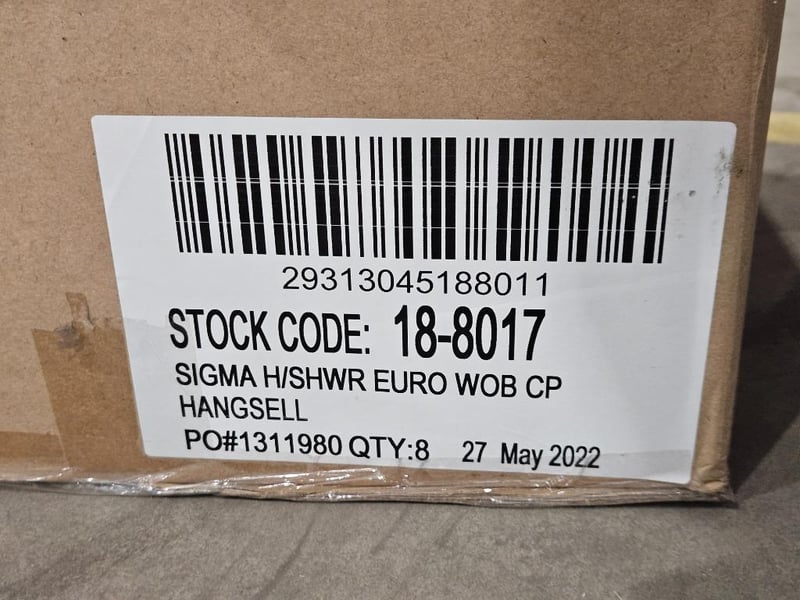 29313045188011
STOCK CODE: 18-8017
SIGMA H/SHWR EURO WOB CP
HANGSELL
PO#1311980 QTY:8 27 May 2022